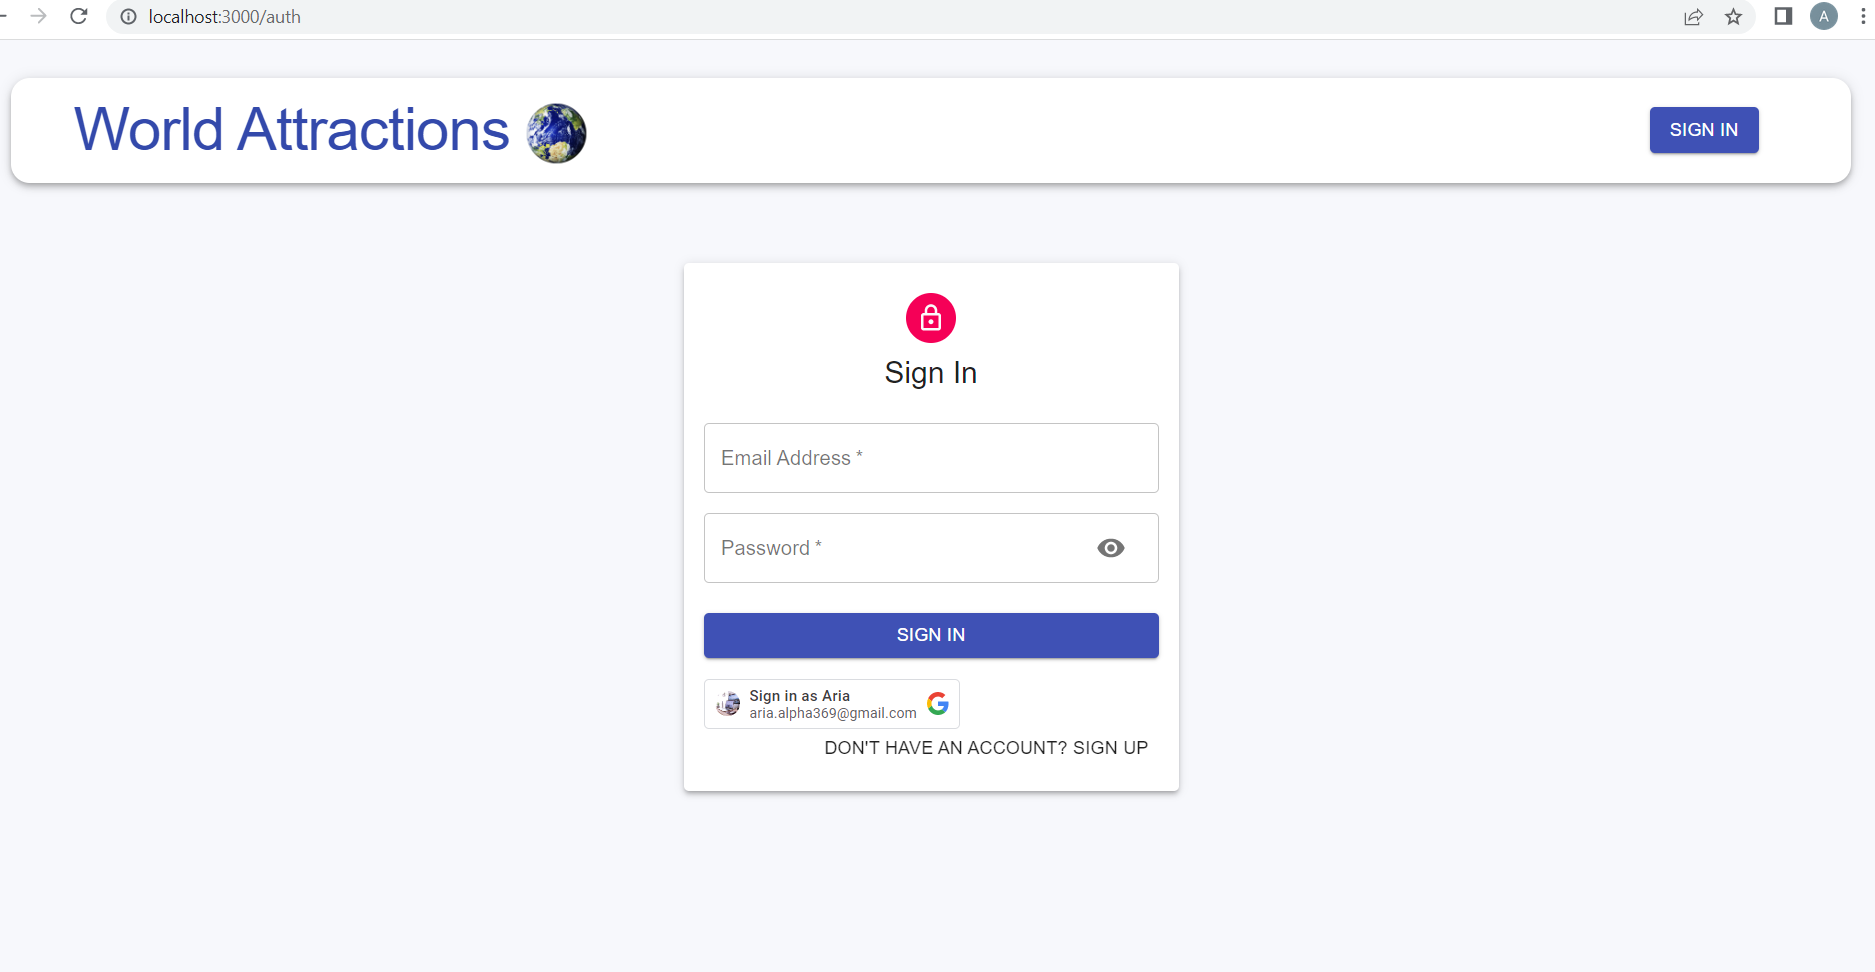 localhost:3000/auth
A
World Attractions
SIGN IN
Sign In
Email Address *
Password *
SIGN IN
Sign in as Aria
aria.alpha369@gmail.com
DON'T HAVE AN ACCOUNT? SIGN UP